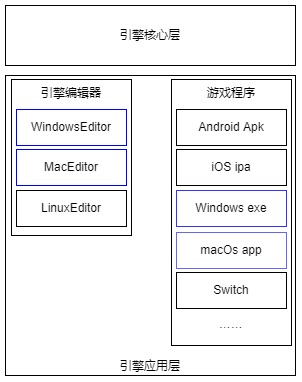 引擎核心层
引擎编辑器
WindowsEditor
MacEditor
LinuxEditor
游戏程序
Android Apk
iOS ipa
Windows exe
macOs app
Switch
……
引擎应用层